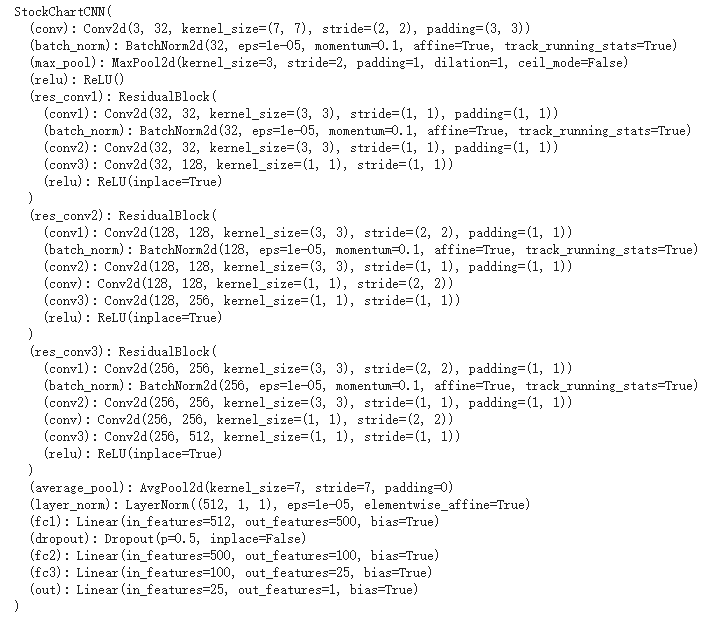 StockChartCNN(
  (conv): Conv2d(3, 32, kernel_size=(7, 7), stride=(2, 2), padding=(3, 3))
  (batch_norm): BatchNorm2d(32, eps=1e-05, momentum=0.1, affine=True, track_running_stats=True)
  (max_pool): MaxPool2d(kernel_size=3, stride=2, padding=1, dilation=1, ceil_mode=False)
  (relu): ReLU()
  (res_conv1): ResidualBlock(
    (conv1): Conv2d(32, 32, kernel_size=(3, 3), stride=(1, 1), padding=(1, 1))
    (batch_norm): BatchNorm2d(32, eps=1e-05, momentum=0.1, affine=True, track_running_stats=True)
    (conv2): Conv2d(32, 32, kernel_size=(3, 3), stride=(1, 1), padding=(1, 1))
    (conv3): Conv2d(32, 128, kernel_size=(1, 1), stride=(1, 1))
    (relu): ReLU(inplace=True)
  )
  (res_conv2): ResidualBlock(
    (conv1): Conv2d(128, 128, kernel_size=(3, 3), stride=(2, 2), padding=(1, 1))
    (batch_norm): BatchNorm2d(128, eps=1e-05, momentum=0.1, affine=True, track_running_stats=True)
    (conv2): Conv2d(128, 128, kernel_size=(3, 3), stride=(1, 1), padding=(1, 1))
    (conv): Conv2d(128, 128, kernel_size=(1, 1), stride=(2, 2))
    (conv3): Conv2d(128, 256, kernel_size=(1, 1), stride=(1, 1))
    (relu): ReLU(inplace=True)
  )
  (res_conv3): ResidualBlock(
    (conv1): Conv2d(256, 256, kernel_size=(3, 3), stride=(2, 2), padding=(1, 1))
    (batch_norm): BatchNorm2d(256, eps=1e-05, momentum=0.1, affine=True, track_running_stats=True)
    (conv2): Conv2d(256, 256, kernel_size=(3, 3), stride=(1, 1), padding=(1, 1))
    (conv): Conv2d(256, 256, kernel_size=(1, 1), stride=(2, 2))
    (conv3): Conv2d(256, 512, kernel_size=(1, 1), stride=(1, 1))
    (relu): ReLU(inplace=True)
  )
  (average_pool): AvgPool2d(kernel_size=7, stride=7, padding=0)
  (layer_norm): LayerNorm((512, 1, 1), eps=1e-05, elementwise_affine=True)
  (fc1): Linear(in_features=512, out_features=500, bias=True)
  (dropout): Dropout(p=0.5, inplace=False)
  (fc2): Linear(in_features=500, out_features=100, bias=True)
  (fc3): Linear(in_features=100, out_features=25, bias=True)
  (out): Linear(in_features=25, out_features=1, bias=True)
)